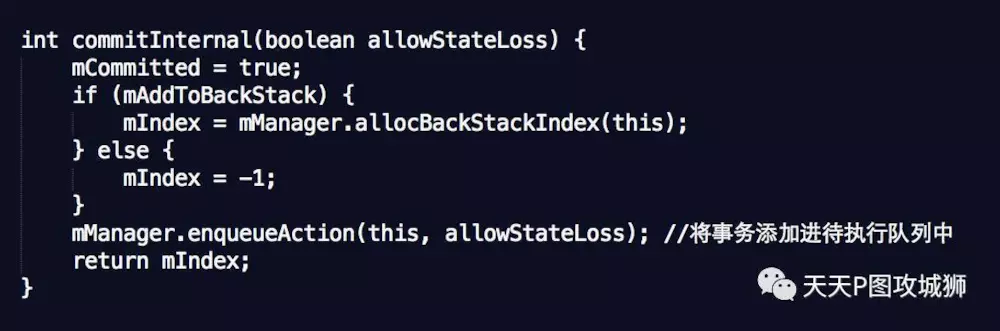 int commitInternal(boolean allowStateLoss) {
    mCommitted = true;
    if (mAddToBackStack) {
        mIndex = mManager.allocBackStackIndex(this);
    } else {
        mIndex = -1;
    }
    mManager.enqueueAction(this, allowStateLoss); //将事务添加进待执行队列中
    return mIndex;
}
天天P图攻城狮